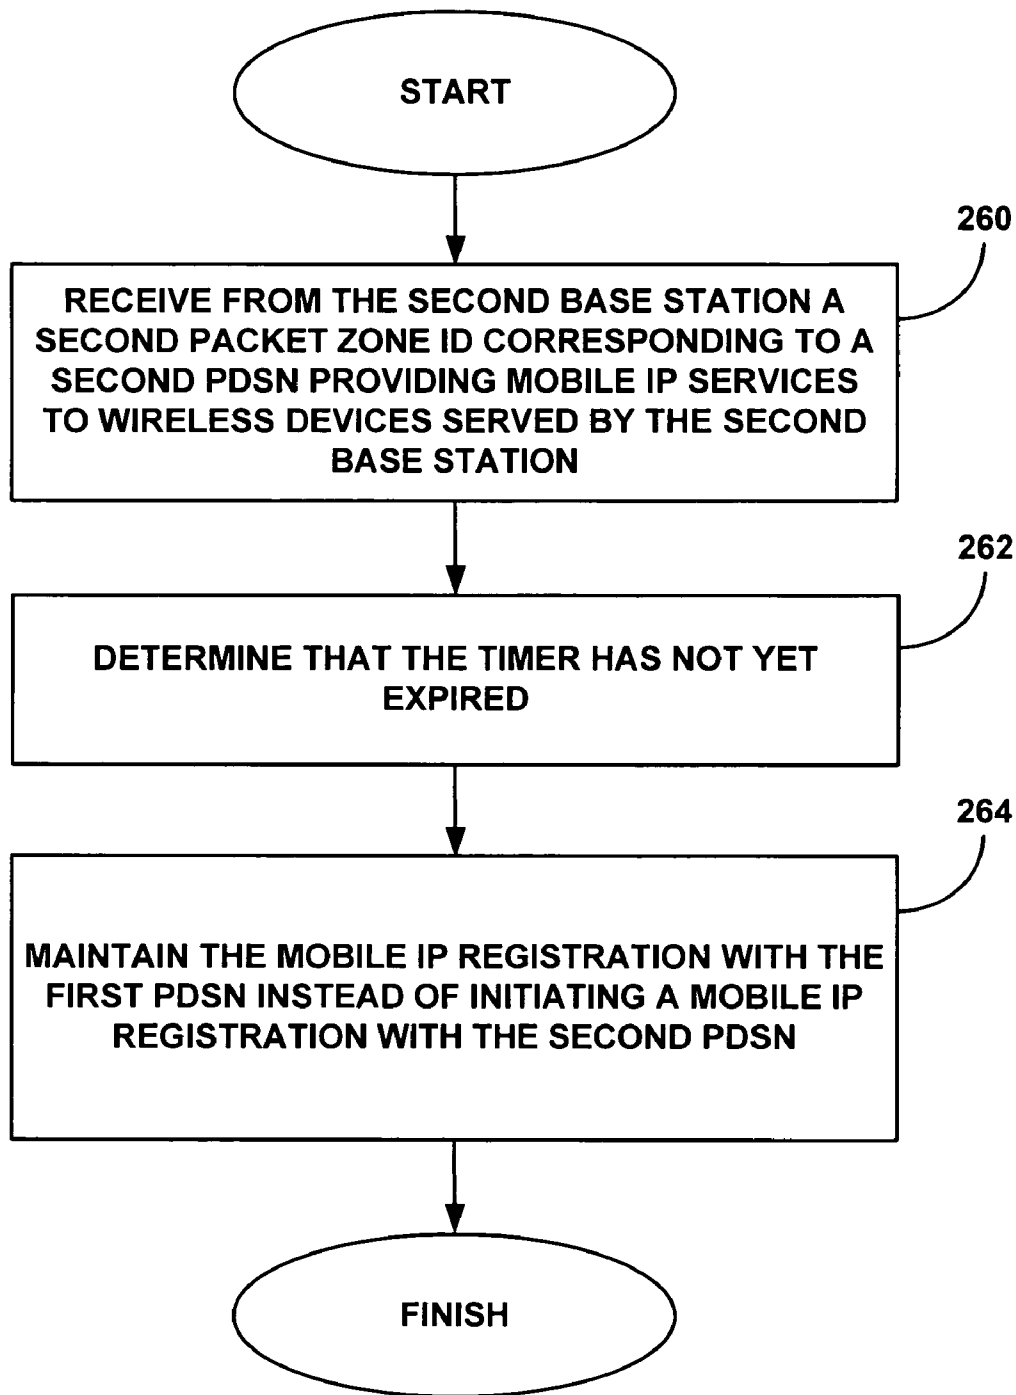 START
260
RECEIVE FROM THE SECOND BASE STATION A
SECOND PACKET ZONE ID CORRESPONDING TO A
SECOND PDSN PROVIDING MOBILE IP SERVICES
TO WIRELESS DEVICES SERVED BY THE SECOND
BASE STATION
262
DETERMINE THAT THE TIMER HAS NOT YET
EXPIRED
264
MAINTAIN THE MOBILE IP REGISTRATION WITH THE
FIRST PDSN INSTEAD OF INITIATING A MOBILE IP
REGISTRATION WITH THE SECOND PDSN
FINISH